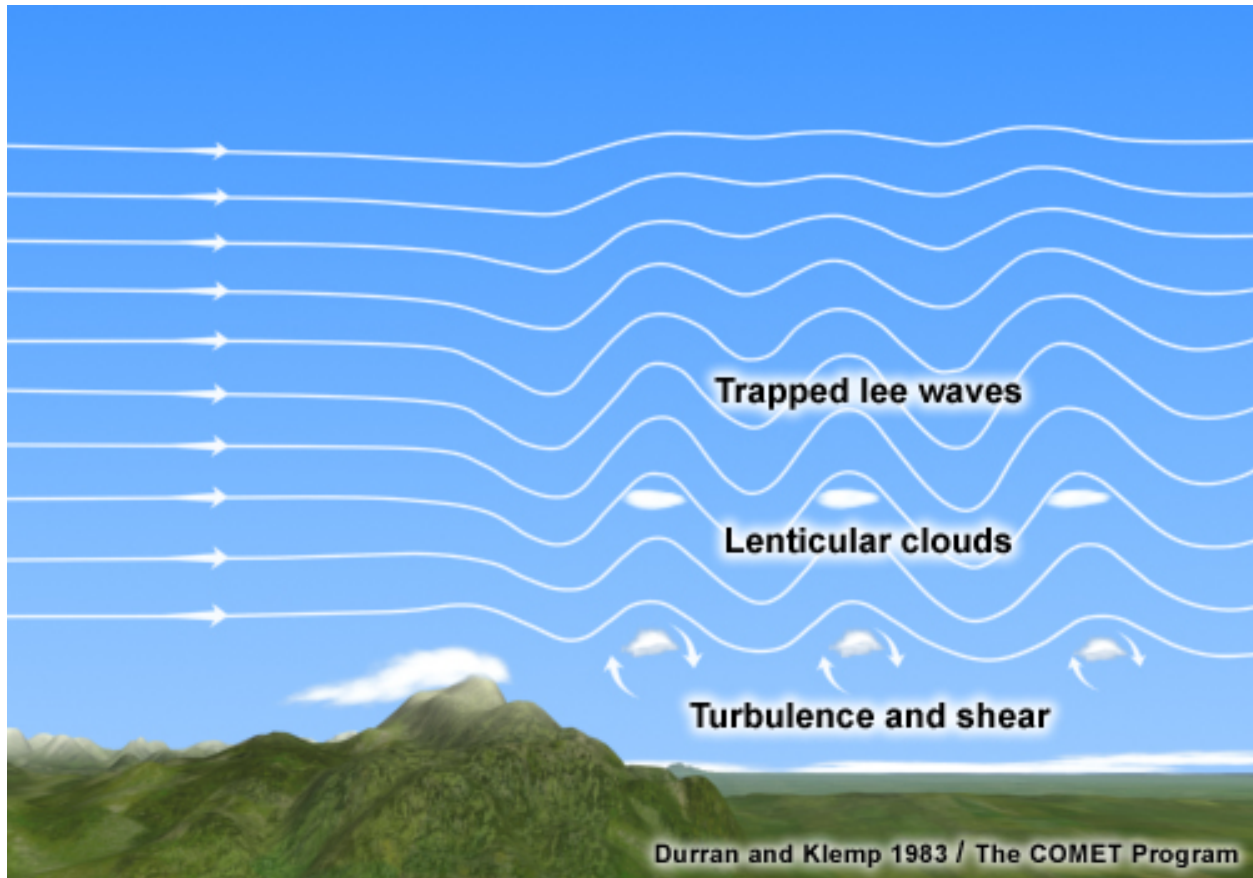 Trapped lee waves
Lenticular clouds
Turbulence and shear
Durran and Klemp 1983 / The COMET Program